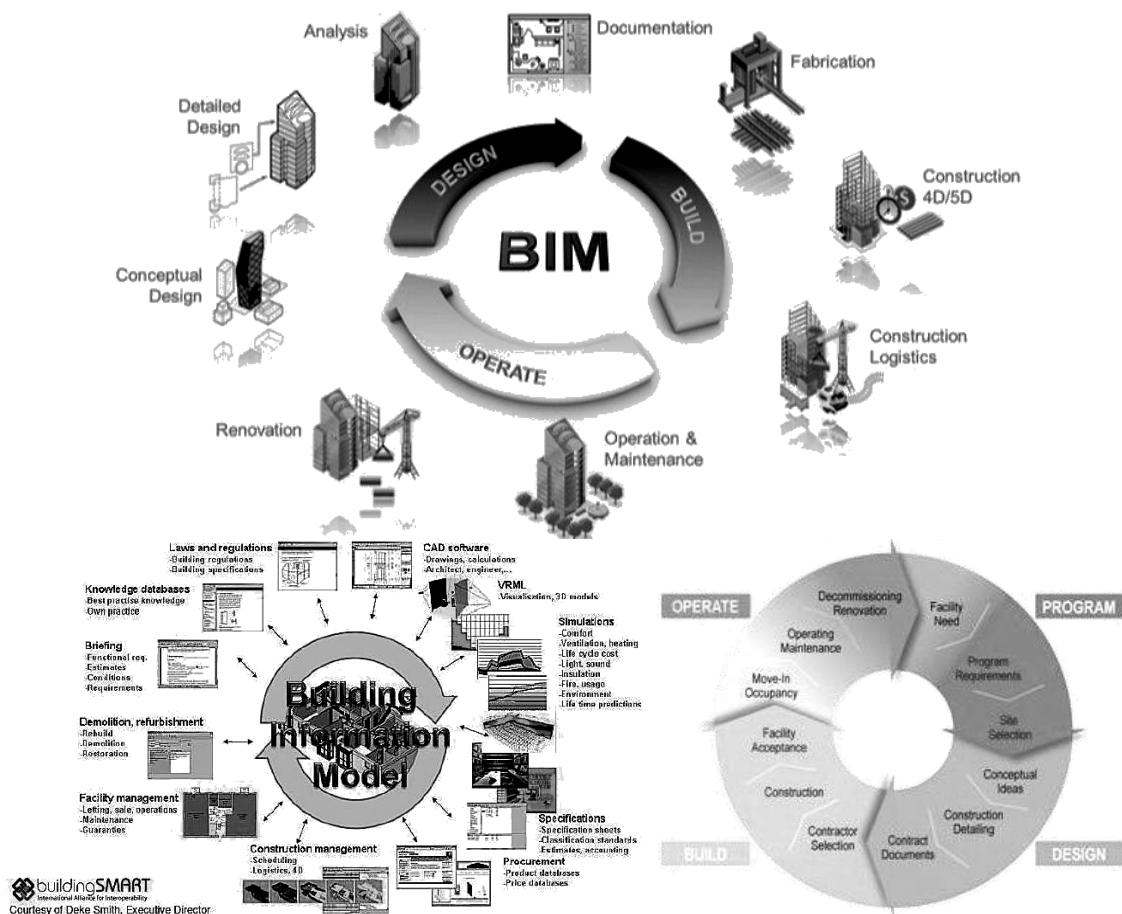 Analysis
Documentation
Fabrication
Detailed
Design
DESIGN
BUILD
Construction
4D/5D
BIM
Conceptual
Design
Construction
Logistics
OPERATE
Renovation
Operation &
Maintenance
Laws and regulations
-Building regulations
-Building specifications
CAD software
-Drawings, calculations
-Architect, engineer,...
VRML
-Visualisation, 3D models
Knowledge databases
-Best practise knowledge
-Own practice
Simulations
-Comfort
-Ventilation, heating
-Life cycle cost
-Light, sound
-Insulation
-Fire, usage
-Environment
-Life time predictions
Briefing
-Functional req.
-Estimates
-Conditions
-Requirements
Building
Information
Model
Demolition, refurbishment
-Rebuild
-Demolition
-Restoration
Facility management
-Letting, sale, operations
-Maintenance
-Guaranties
Specifications
-Specification sheets
-Classification standards
-Estimates, accounting
Construction management
-Scheduling
-Logistics, 4D
Procurement
-Product databases
-Price databases
buildingSMART
International Alliance for Interoperability
Courtesy of Deke Smith, Executive Director
OPERATE
PROGRAM
Decommissioning
Renovation
Facility
Need
Operating
Maintenance
Program
Requirements
Move-In
Occupancy
Site
Selection
Facility
Acceptance
Conceptual
Ideas
Construction
Construction
Detailing
Contractor
Selection
Contract
Documents
BUILD
DESIGN